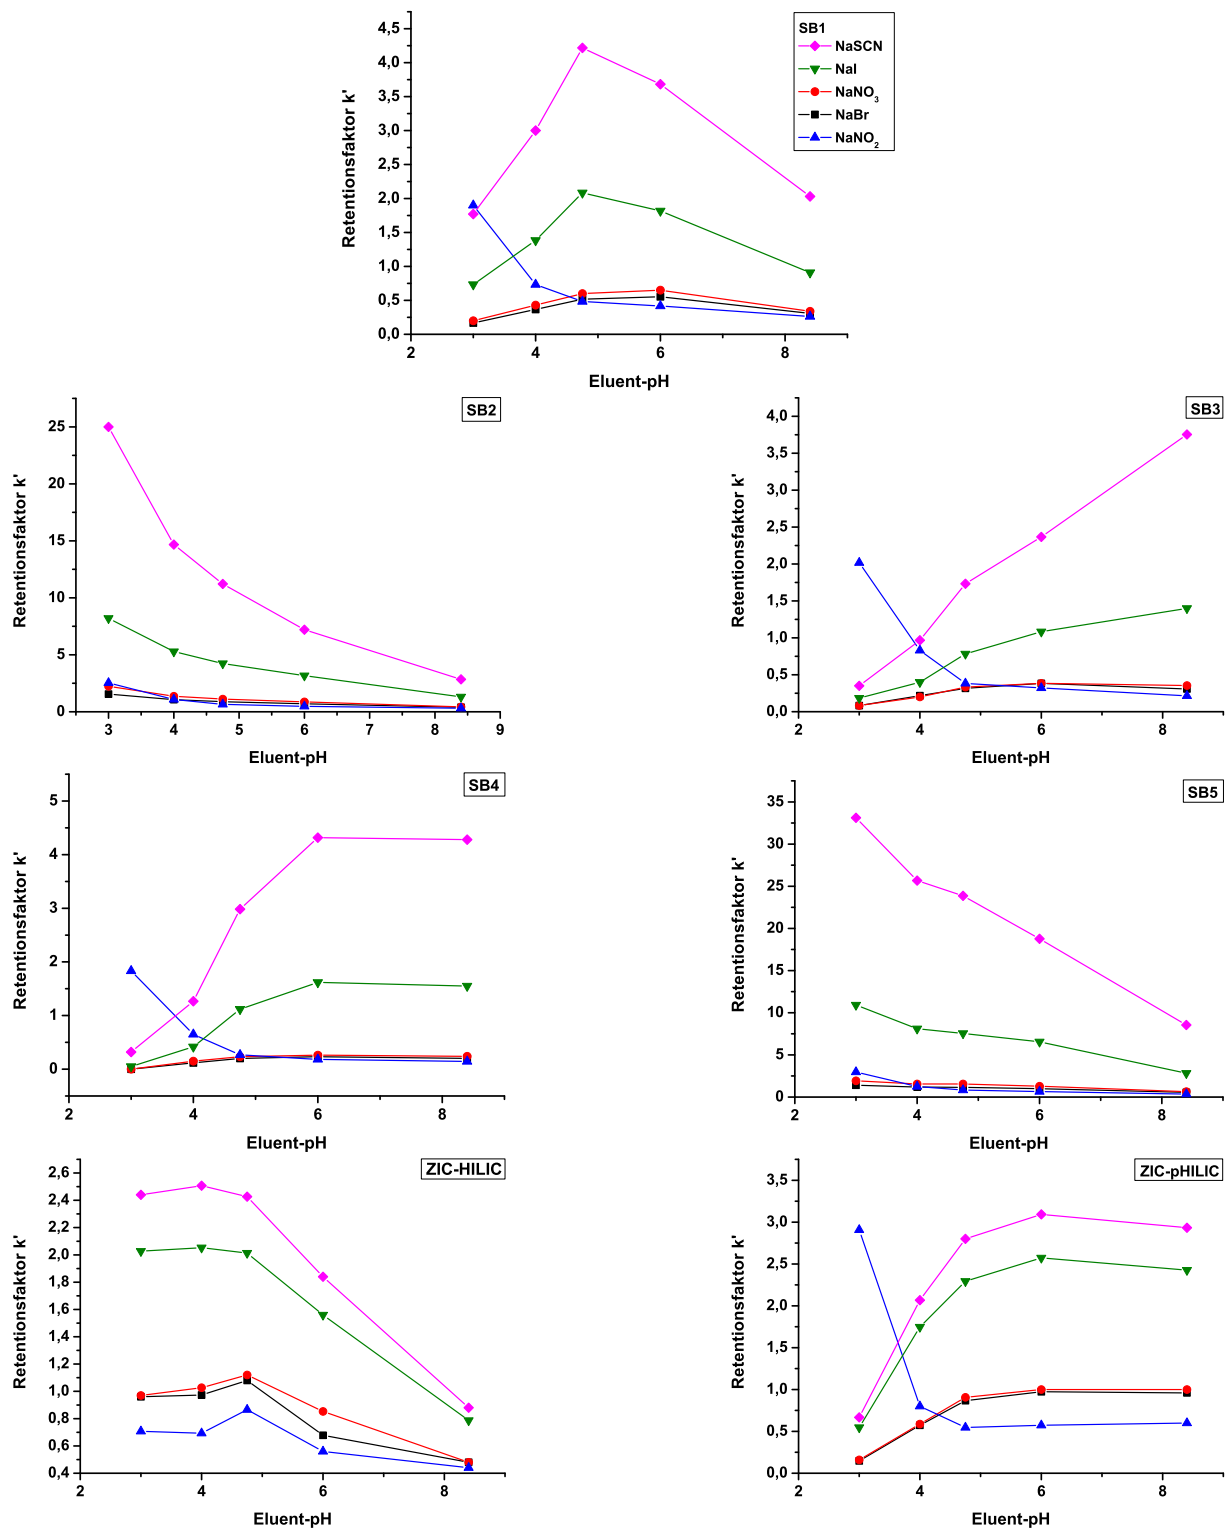 SB1
NaSCN
NaI
NaNO3
NaBr
NaNO2
4,5
4,0
3,5
3,0
2,5
2,0
1,5
1,0
0,5
0,0
Retentionsfaktor k'
2 4 6 8
Eluent-pH
SB2
25
20
15
10
5
0
Retentionsfaktor k'
3 4 5 6 7 8 9
Eluent-pH
SB3
4,0
3,5
3,0
2,5
2,0
1,5
1,0
0,5
0,0
Retentionsfaktor k'
2 4 6 8
Eluent-pH
SB4
5
4
3
2
1
0
Retentionsfaktor k'
2 4 6 8
Eluent-pH
SB5
35
30
25
20
15
10
5
0
Retentionsfaktor k'
2 4 6 8
Eluent-pH
ZIC-HILIC
2,6
2,4
2,2
2,0
1,8
1,6
1,4
1,2
1,0
0,8
0,6
0,4
Retentionsfaktor k'
2 4 6 8
Eluent-pH
ZIC-pHILIC
3,5
3,0
2,5
2,0
1,5
1,0
0,5
0,0
Retentionsfaktor k'
2 4 6 8
Eluent-pH